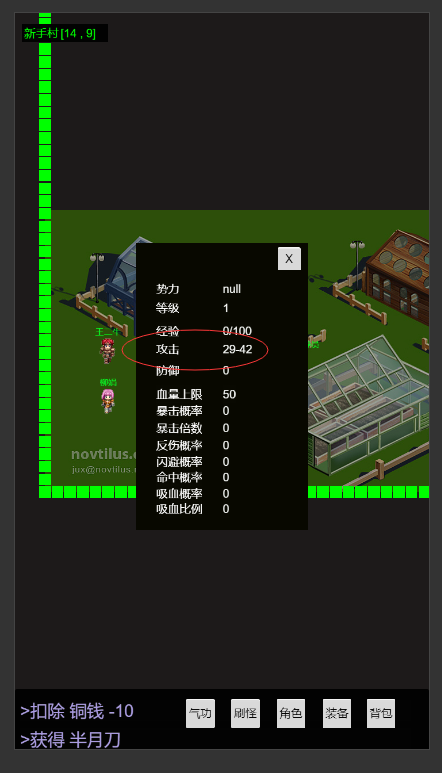 新手村[14 , 9]
X
势力 null
等级 1
经验 0/100
王二牛
攻击 29-42
防御 0
柳娟
血量上限 50
暴击概率 0
暴击倍数 0
反伤概率 0
闪避概率 0
命中概率 0
novtilus.
吸血概率 0
jux@novtilus.
吸血比例 0
>扣除 铜钱 -10
气功 刷怪 角色 装备 背包
>获得 半月刀